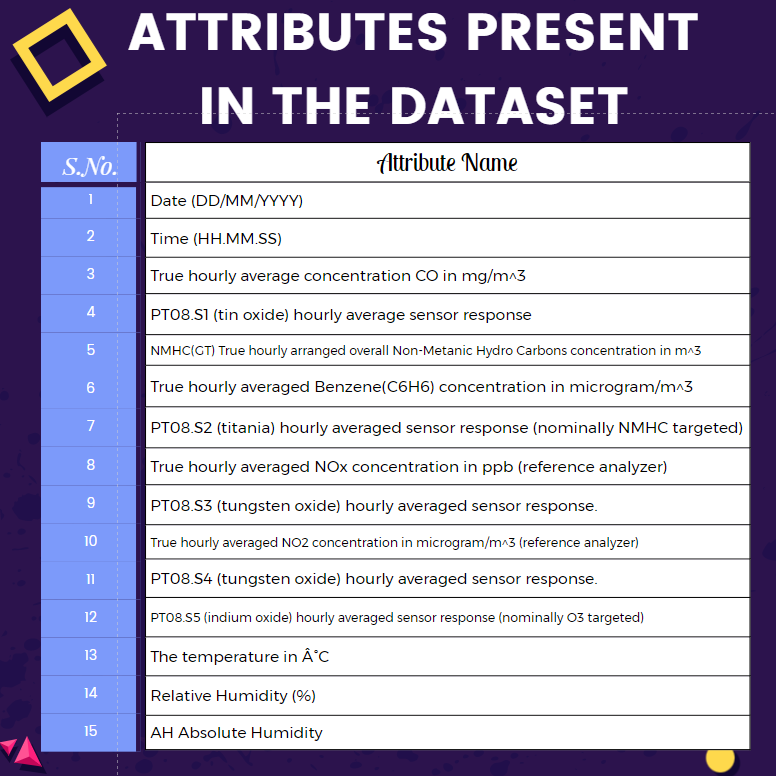 ATTRIBUTES PRESENT
IN THE DATASET
S.No. Attribute Name
1 Date (DD/MM/YYYY)
2 Time (HH.MM.SS)
3 True hourly average concentration CO in mg/m^3
4 PT08.S1 (tin oxide) hourly average sensor response
5 NMHC(GT) True hourly arranged overall Non-Metanic Hydro Carbons concentration in m^3
6 True hourly averaged Benzene(C6H6) concentration in microgram/m^3
7 PT08.S2 (titania) hourly averaged sensor response (nominally NMHC targeted)
8 True hourly averaged NOx concentration in ppb (reference analyzer)
9 PT08.S3 (tungsten oxide) hourly averaged sensor response.
10 True hourly averaged NO2 concentration in microgram/m^3 (reference analyzer)
11 PT08.S4 (tungsten oxide) hourly averaged sensor response.
12 PT08.S5 (indium oxide) hourly averaged sensor response (nominally O3 targeted)
13 The temperature in Â°C
14 Relative Humidity (%)
15 AH Absolute Humidity